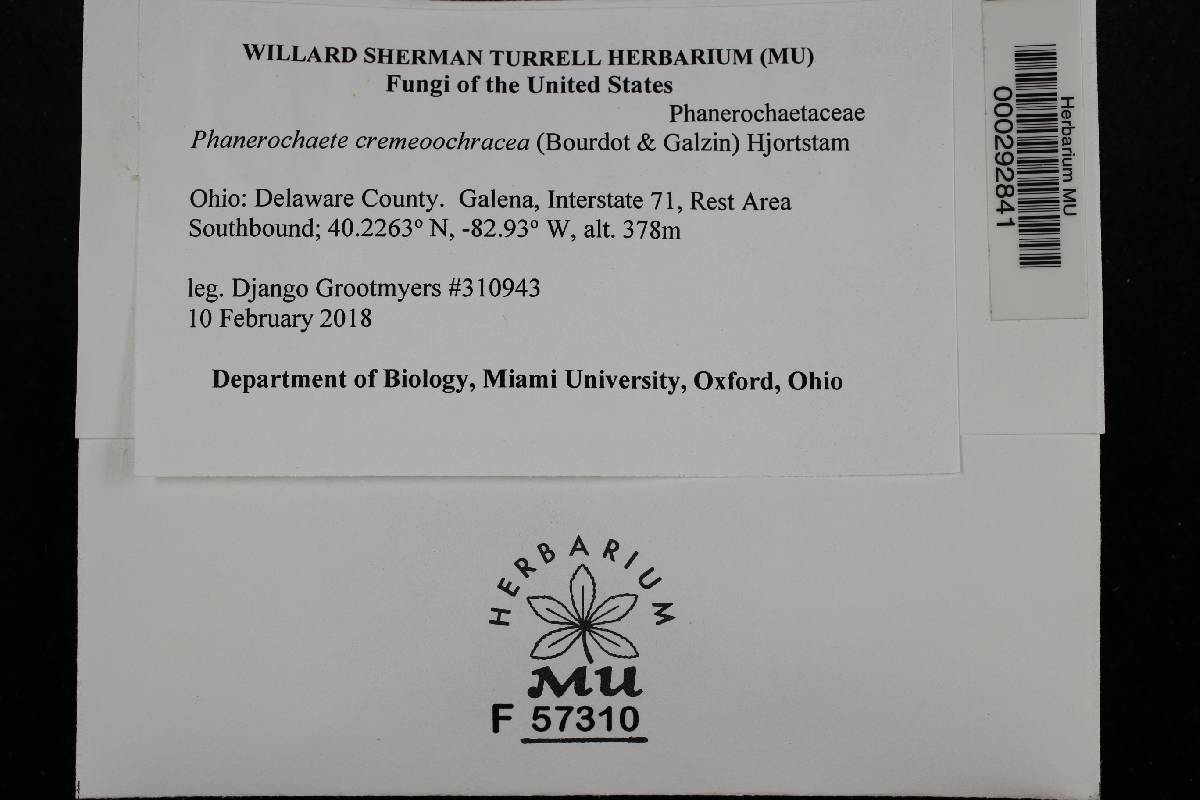 WILLARD SHERMAN TURRELL HERBARIUM (MU)
Fungi of the United States
Phanerochaetaceae
Phanerochaete cremeoochracea (Bourdot & Galzin) Hjortstam
Ohio: Delaware County. Galena, Interstate 71, Rest Area
Southbound; 40.2263º N, -82.93º W, alt. 378m
leg. Django Grootmyers #310943
10 February 2018
Department of Biology, Miami University, Oxford, Ohio
Herbarium MU
000292841
HERBARIUM
MU
F 57310